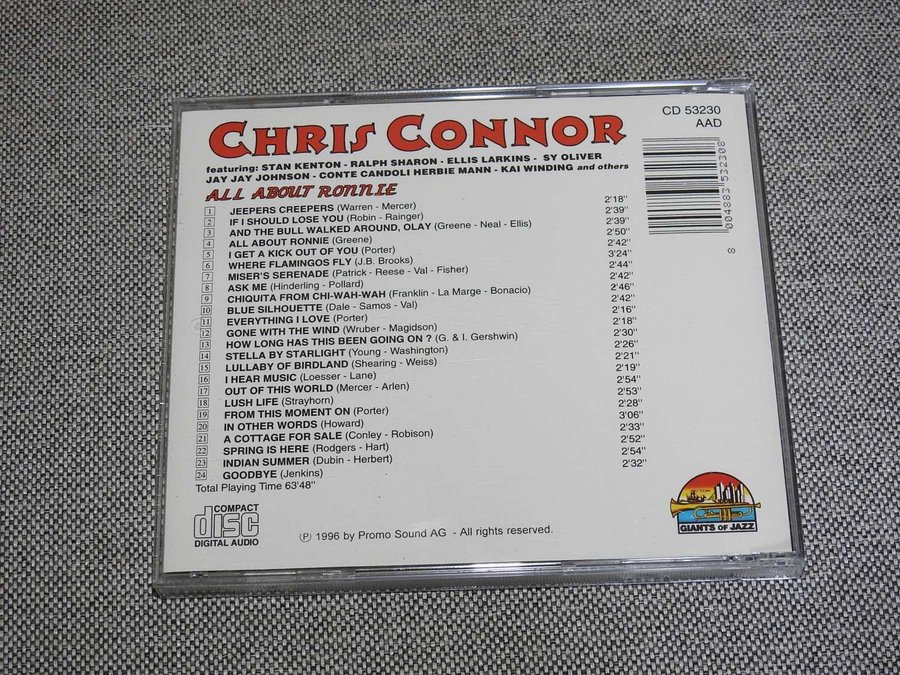 CHRIS CONNOR
CD 53230
AAD
featuring: STAN KENTON - RALPH SHARON - ELLIS LARKINS - SY OLIVER
JAY JAY JOHNSON - CONTE CANDOLI HERBIE MANN - KAI WINDING and others
ALL ABOUT RONNIE
1 JEEPERS CREEPERS (Warren - Mercer) 2'18"
2 IF I SHOULD LOSE YOU (Robin - Rainger) 2'39"
3 AND THE BULL WALKED AROUND, OLAY (Greene - Neal - Ellis) 2'39"
4 ALL ABOUT RONNIE (Greene) 2'50"
5 I GET A KICK OUT OF YOU (Porter) 2'42"
6 WHERE FLAMINGOS FLY (J.B. Brooks) 3'24"
7 MISER'S SERENADE (Patrick - Reese - Val - Fisher) 2'44"
8 ASK ME (Hinderling - Pollard) 2'42"
9 CHIQUITA FROM CHI-WAH-WAH (Franklin - La Marge - Bonacio) 2'46"
10 BLUE SILHOUETTE (Dale - Samos - Val) 2'42"
11 EVERYTHING I LOVE (Porter) 2'16"
12 GONE WITH THE WIND (Wruber - Magidson) 2'18"
13 HOW LONG HAS THIS BEEN GOING ON ? (G. & I. Gershwin) 2'30"
14 STELLA BY STARLIGHT (Young - Washington) 2'26"
15 LULLABY OF BIRDLAND (Shearing - Weiss) 2'21"
16 I HEAR MUSIC (Loesser - Lane) 2'19"
17 OUT OF THIS WORLD (Mercer - Arlen) 2'54"
18 LUSH LIFE (Strayhorn) 2'53"
19 FROM THIS MOMENT ON (Porter) 2'28"
20 IN OTHER WORDS (Howard) 3'06"
21 A COTTAGE FOR SALE (Conley - Robison) 2'33"
22 SPRING IS HERE (Rodgers - Hart) 2'52"
23 INDIAN SUMMER (Dubin - Herbert) 2'54"
24 GOODBYE (Jenkins) 2'32"
Total Playing Time 63'48"
0004883532308
8
COMPACT
disc
DIGITAL AUDIO
℗ 1996 by Promo Sound AG - All rights reserved.
GIANTS OF JAZZ